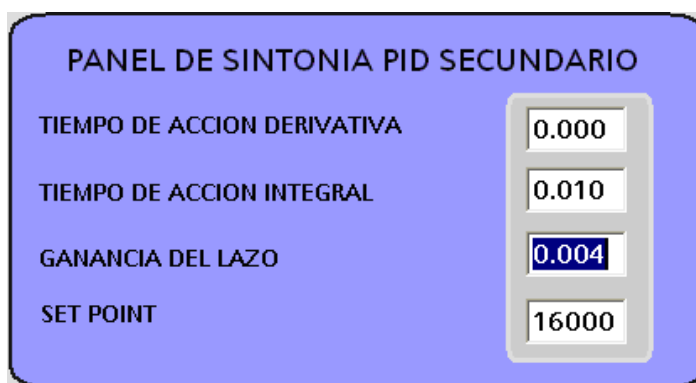 PANEL DE SINTONIA PID SECUNDARIO
TIEMPO DE ACCION DERIVATIVA 0.000
TIEMPO DE ACCION INTEGRAL 0.010
GANANCIA DEL LAZO 0.004
SET POINT 16000